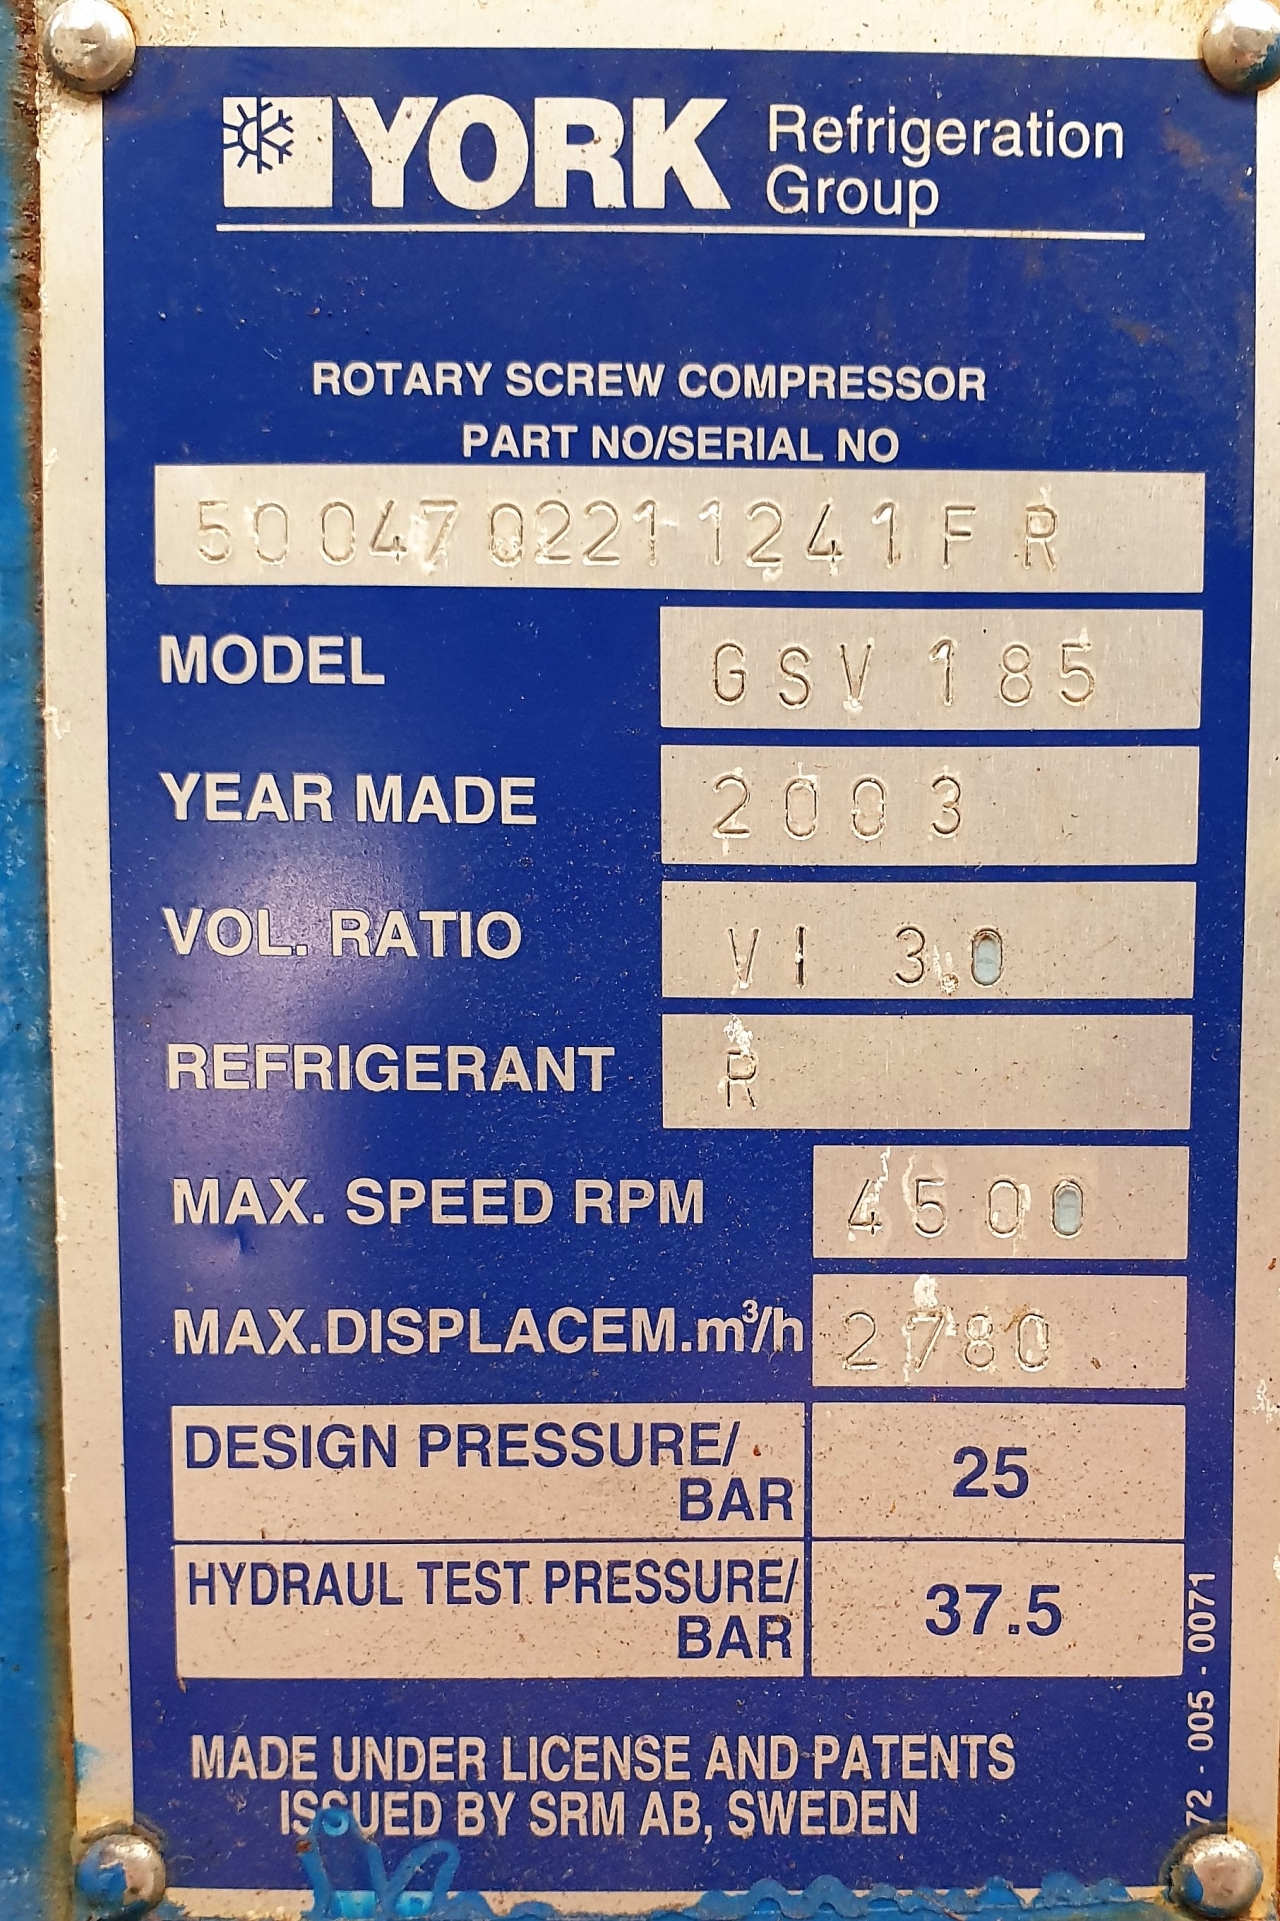 YORK Refrigeration
Group
ROTARY SCREW COMPRESSOR
PART NO/SERIAL NO
50047 0221 1241FR
MODEL GSV 185
YEAR MADE 2003
VOL. RATIO VI 3.0
REFRIGERANT R
MAX. SPEED RPM 4500
MAX.DISPLACEM.m³/h 2780
DESIGN PRESSURE/
BAR 25
HYDRAUL TEST PRESSURE/
BAR 37.5
MADE UNDER LICENSE AND PATENTS
ISSUED BY SRM AB, SWEDEN
72 - 005 - 0071